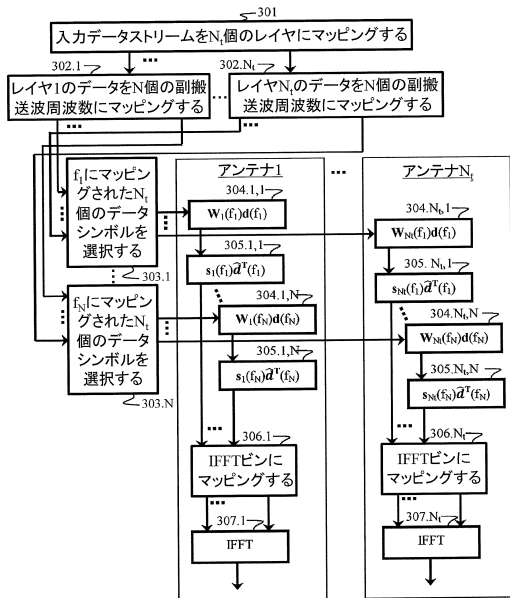 301
入力データストリームをNt個のレイヤにマッピングする
302.1
302.Nt
レイヤ1のデータをN個の副搬
送波周波数にマッピングする
...
レイヤNtのデータをN個の副搬
送波周波数にマッピングする
f1にマッピ
ングされたNt
個のデータ
シンボルを
選択する
303.1
fNにマッピ
ングされたNt
個のデータ
シンボルを
選択する
303.N
アンテナ1
304.1,1
W1(f1)d(f1)
305.1,1
s1(f1)d̃T(f1)
304.1,N
W1(fN)d(fN)
305.1,N
s1(fN)d̃T(fN)
306.1
IFFTビンに
マッピングする
307.1
IFFT
...
アンテナNt
304.Nt,1
WNt(f1)d(f1)
305.Nt,1
sNt(f1)d̃T(f1)
304.Nt,N
WNt(fN)d(fN)
305.Nt,N
sNt(fN)d̃T(fN)
306.Nt
IFFTビンに
マッピングする
307.Nt
IFFT